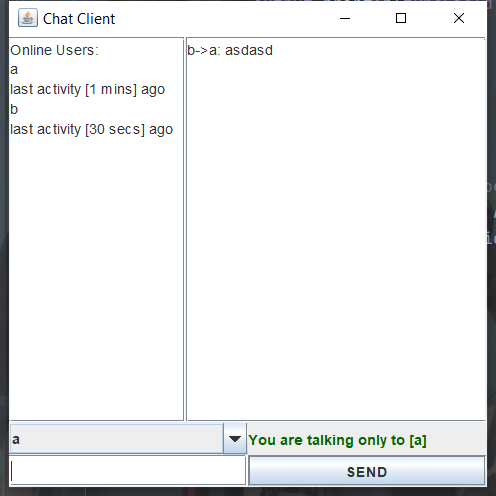 Chat Client
Online Users:
a
last activity [1 mins] ago
b
last activity [30 secs] ago
b->a: asdasd
a
You are talking only to [a]
SEND